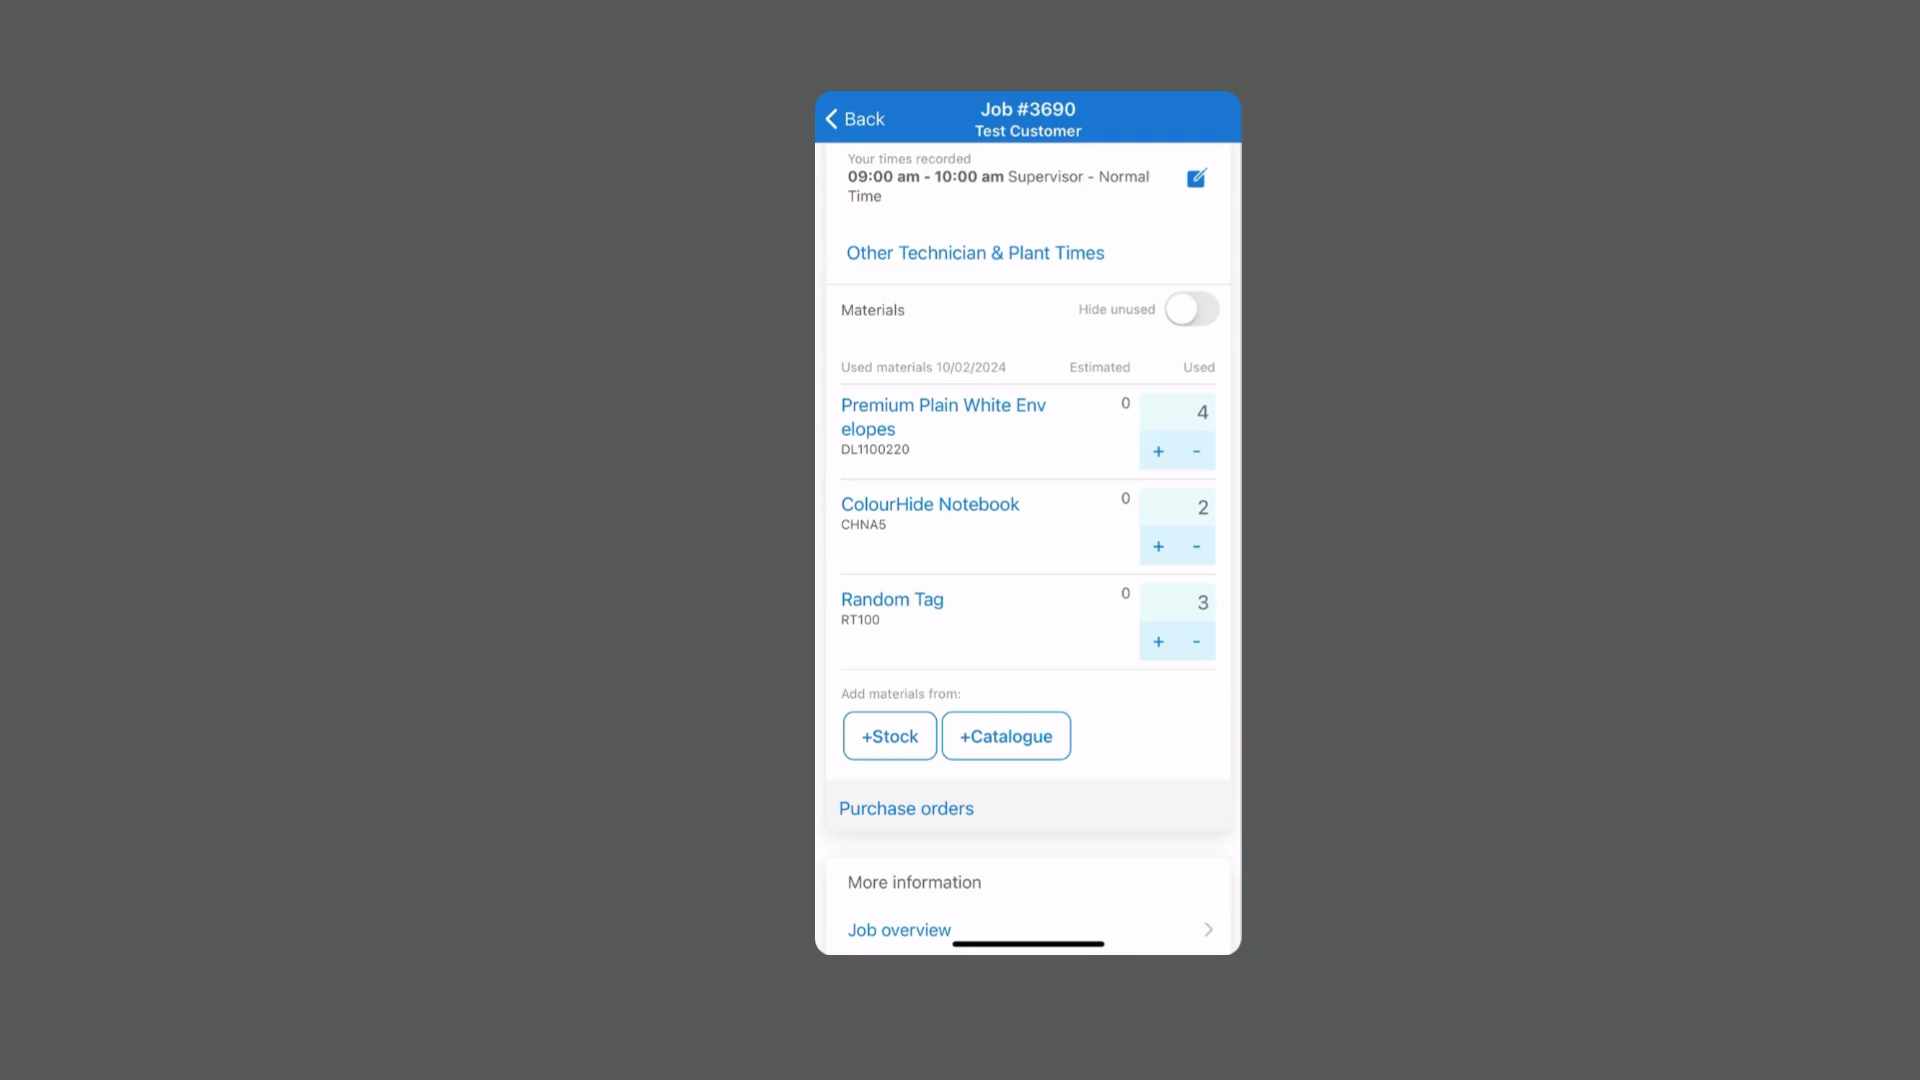 Back
Job #3690
Test Customer
Your times recorded
09:00 am - 10:00 am Supervisor - Normal
Time
Other Technician & Plant Times
Materials
Hide unused
Used materials 10/02/2024 Estimated Used
Premium Plain White Env 0 4
elopes
DL1100220
+ -
ColourHide Notebook 0 2
CHNA5
+ -
Random Tag 0 3
RT100
+ -
Add materials from:
+Stock +Catalogue
Purchase orders
More information
Job overview